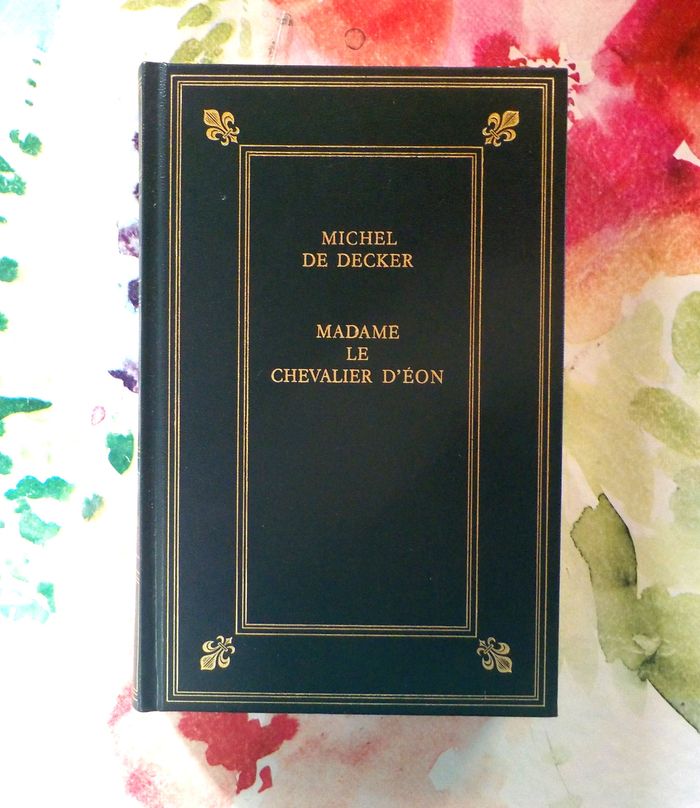 MICHEL
DE DECKER
MADAME
LE
CHEVALIER D'ÉON